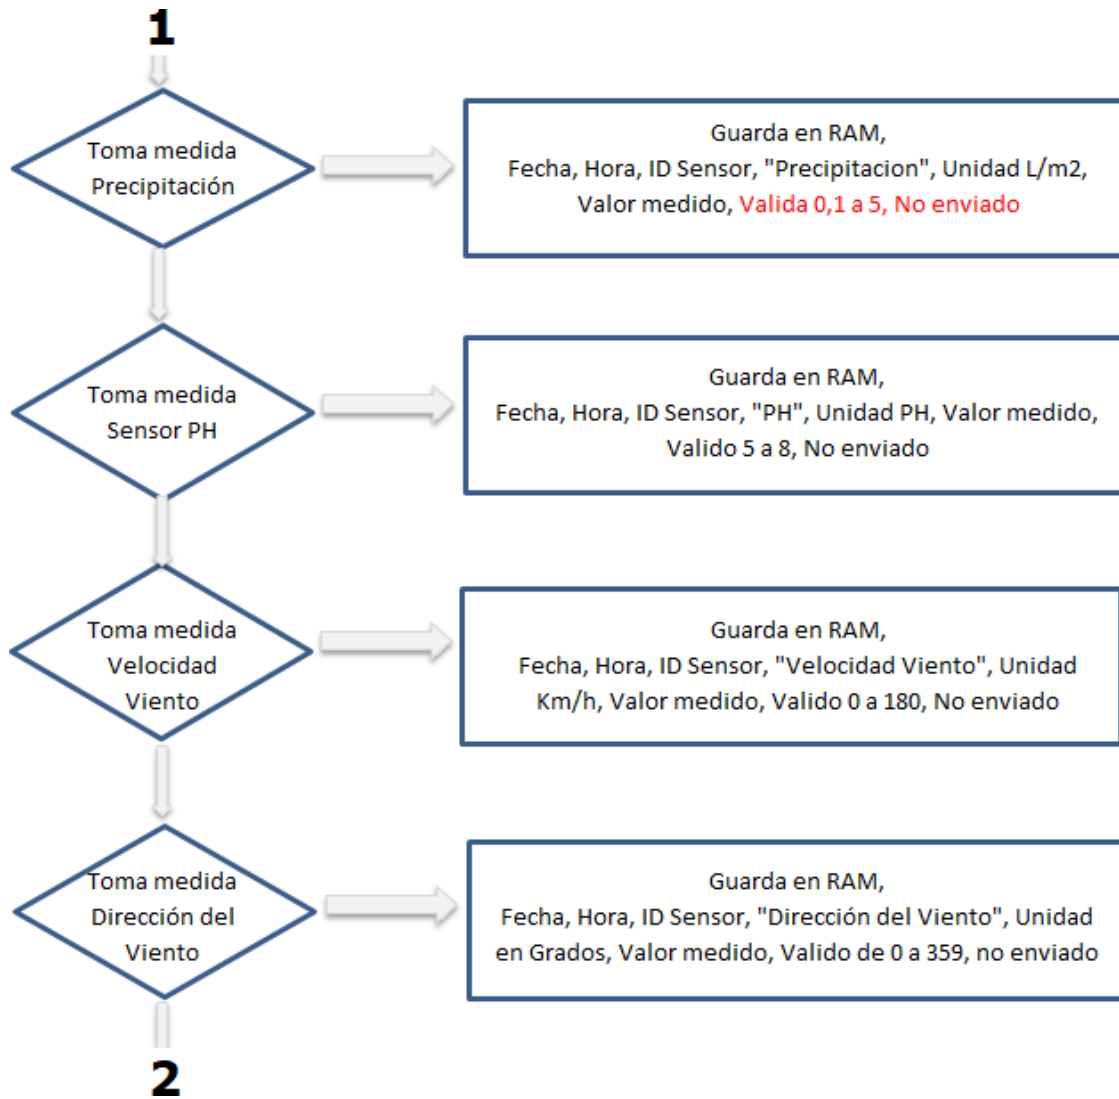 1
Toma medida
Precipitación
Guarda en RAM,
Fecha, Hora, ID Sensor, "Precipitacion", Unidad L/m2,
Valor medido, Valida 0,1 a 5, No enviado
Toma medida
Sensor PH
Guarda en RAM,
Fecha, Hora, ID Sensor, "PH", Unidad PH, Valor medido,
Valido 5 a 8, No enviado
Toma medida
Velocidad
Viento
Guarda en RAM,
Fecha, Hora, ID Sensor, "Velocidad Viento", Unidad
Km/h, Valor medido, Valido 0 a 180, No enviado
Toma medida
Dirección del
Viento
Guarda en RAM,
Fecha, Hora, ID Sensor, "Dirección del Viento", Unidad
en Grados, Valor medido, Valido de 0 a 359, no enviado
2